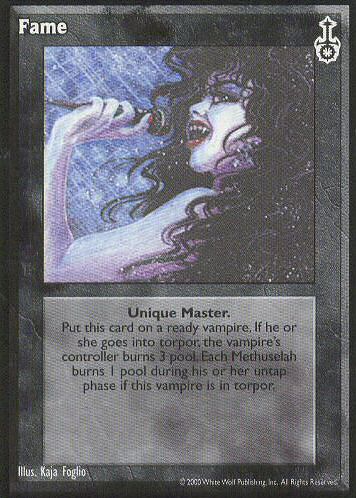 Fame
Unique Master.
Put this card on a ready vampire. If he or
she goes into torpor, the vampire's
controller burns 3 pool. Each Methuselah
burns 1 pool during his or her untap
phase if this vampire is in torpor.
Illus. Kaja Foglio
© 2000 White Wolf Publishing, Inc. All Rights Reserved.